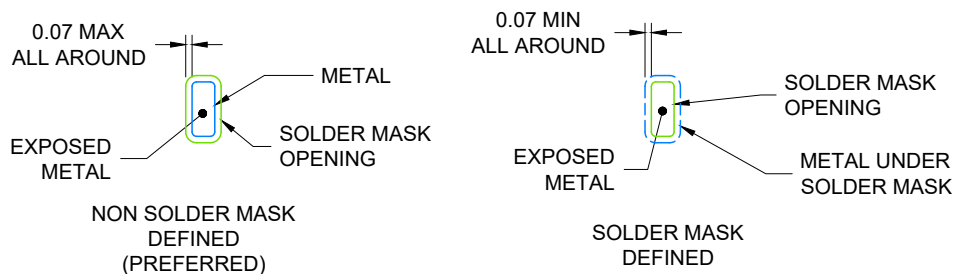 0.07 MAX
ALL AROUND
METAL
SOLDER MASK
OPENING
EXPOSED
METAL
NON SOLDER MASK
DEFINED
(PREFERRED)
0.07 MIN
ALL AROUND
SOLDER MASK
OPENING
EXPOSED
METAL
METAL UNDER
SOLDER MASK
SOLDER MASK
DEFINED